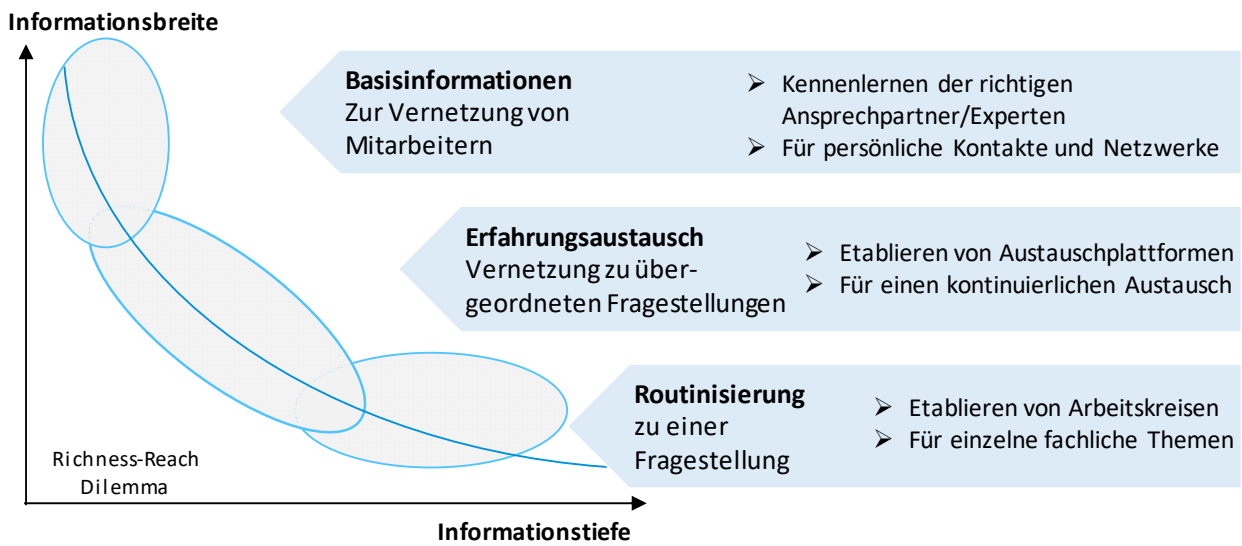 Informationsbreite
Basisinformationen
Zur Vernetzung von
Mitarbeitern
➢ Kennenlernen der richtigen
Ansprechpartner/Experten
➢ Für persönliche Kontakte und Netzwerke
Erfahrungsaustausch
Vernetzung zu über-
geordneten Fragestellungen
➢ Etablieren von Austauschplattformen
➢ Für einen kontinuierlichen Austausch
Routinisierung
zu einer
Fragestellung
➢ Etablieren von Arbeitskreisen
➢ Für einzelne fachliche Themen
Richness-Reach
Dilemma
Informationstiefe